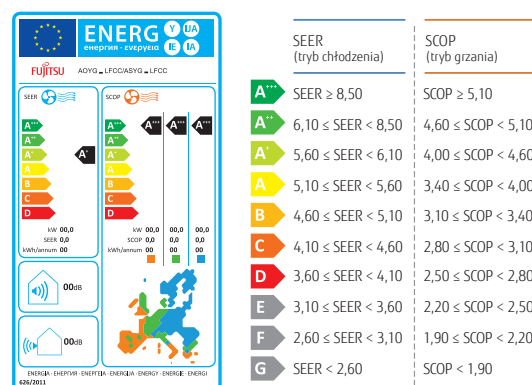 ENERG Y IJA
енергия · ενεργεια IE IA
FUJITSU AOYG - LFCC/ASYG - LFCC
SEER SCOP
A+++ A+++ A+++ A+++ A+++
A++ A++
A+ A+ A+
A A
B B
C C
D D
kW 00,0 kW 00,0 00,0 00,0
SEER 0,0 SCOP 0,0 0,0 0,0
kWh/annum 00 kWh/annum 00 00 00
00dB
00dB
ENERGIA · ЕНЕРГИЯ · ΕΝΕΡΓΕΙΑ · ENERGIJA · ENERGY · ENERGIE · ENERGI
626/2011
SEER SCOP
(tryb chłodzenia) (tryb grzania)
A+++ SEER ≥ 8,50 SCOP ≥ 5,10
A++ 6,10 ≤ SEER < 8,50 4,60 ≤ SCOP < 5,10
A+ 5,60 ≤ SEER < 6,10 4,00 ≤ SCOP < 4,60
A 5,10 ≤ SEER < 5,60 3,40 ≤ SCOP < 4,00
B 4,60 ≤ SEER < 5,10 3,10 ≤ SCOP < 3,40
C 4,10 ≤ SEER < 4,60 2,80 ≤ SCOP < 3,10
D 3,60 ≤ SEER < 4,10 2,50 ≤ SCOP < 2,80
E 3,10 ≤ SEER < 3,60 2,20 ≤ SCOP < 2,50
F 2,60 ≤ SEER < 3,10 1,90 ≤ SCOP < 2,20
G SEER < 2,60 SCOP < 1,90